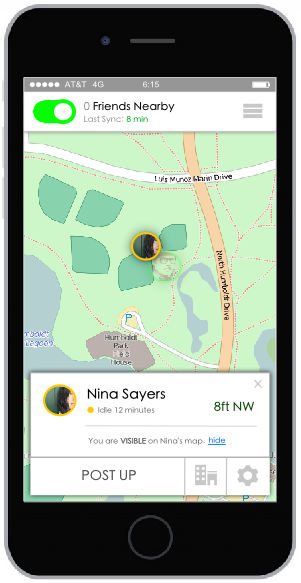 AT&T 4G 6:15
0 Friends Nearby
Last Sync: 8 min
Luis Munoz Marin Drive
North Humboldt Drive
P
Humboldt
Park
House
Nina Sayers
8ft NW
Idle 12 minutes
You are VISIBLE on Nina's map. hide
POST UP